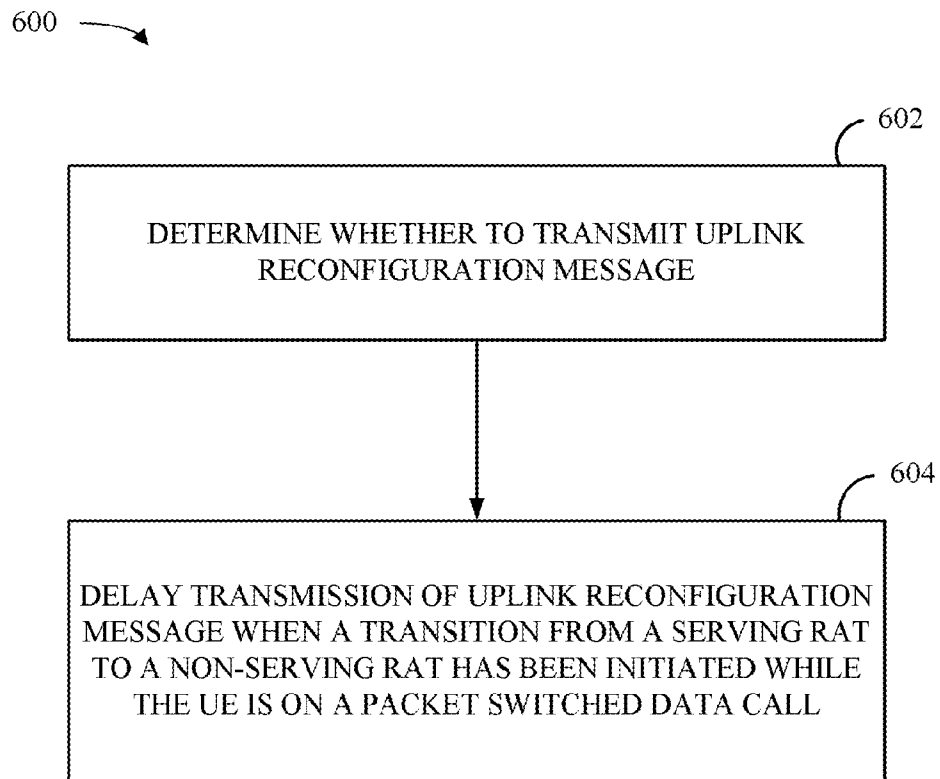 600
602
DETERMINE WHETHER TO TRANSMIT UPLINK
RECONFIGURATION MESSAGE
604
DELAY TRANSMISSION OF UPLINK RECONFIGURATION
MESSAGE WHEN A TRANSITION FROM A SERVING RAT
TO A NON-SERVING RAT HAS BEEN INITIATED WHILE
THE UE IS ON A PACKET SWITCHED DATA CALL